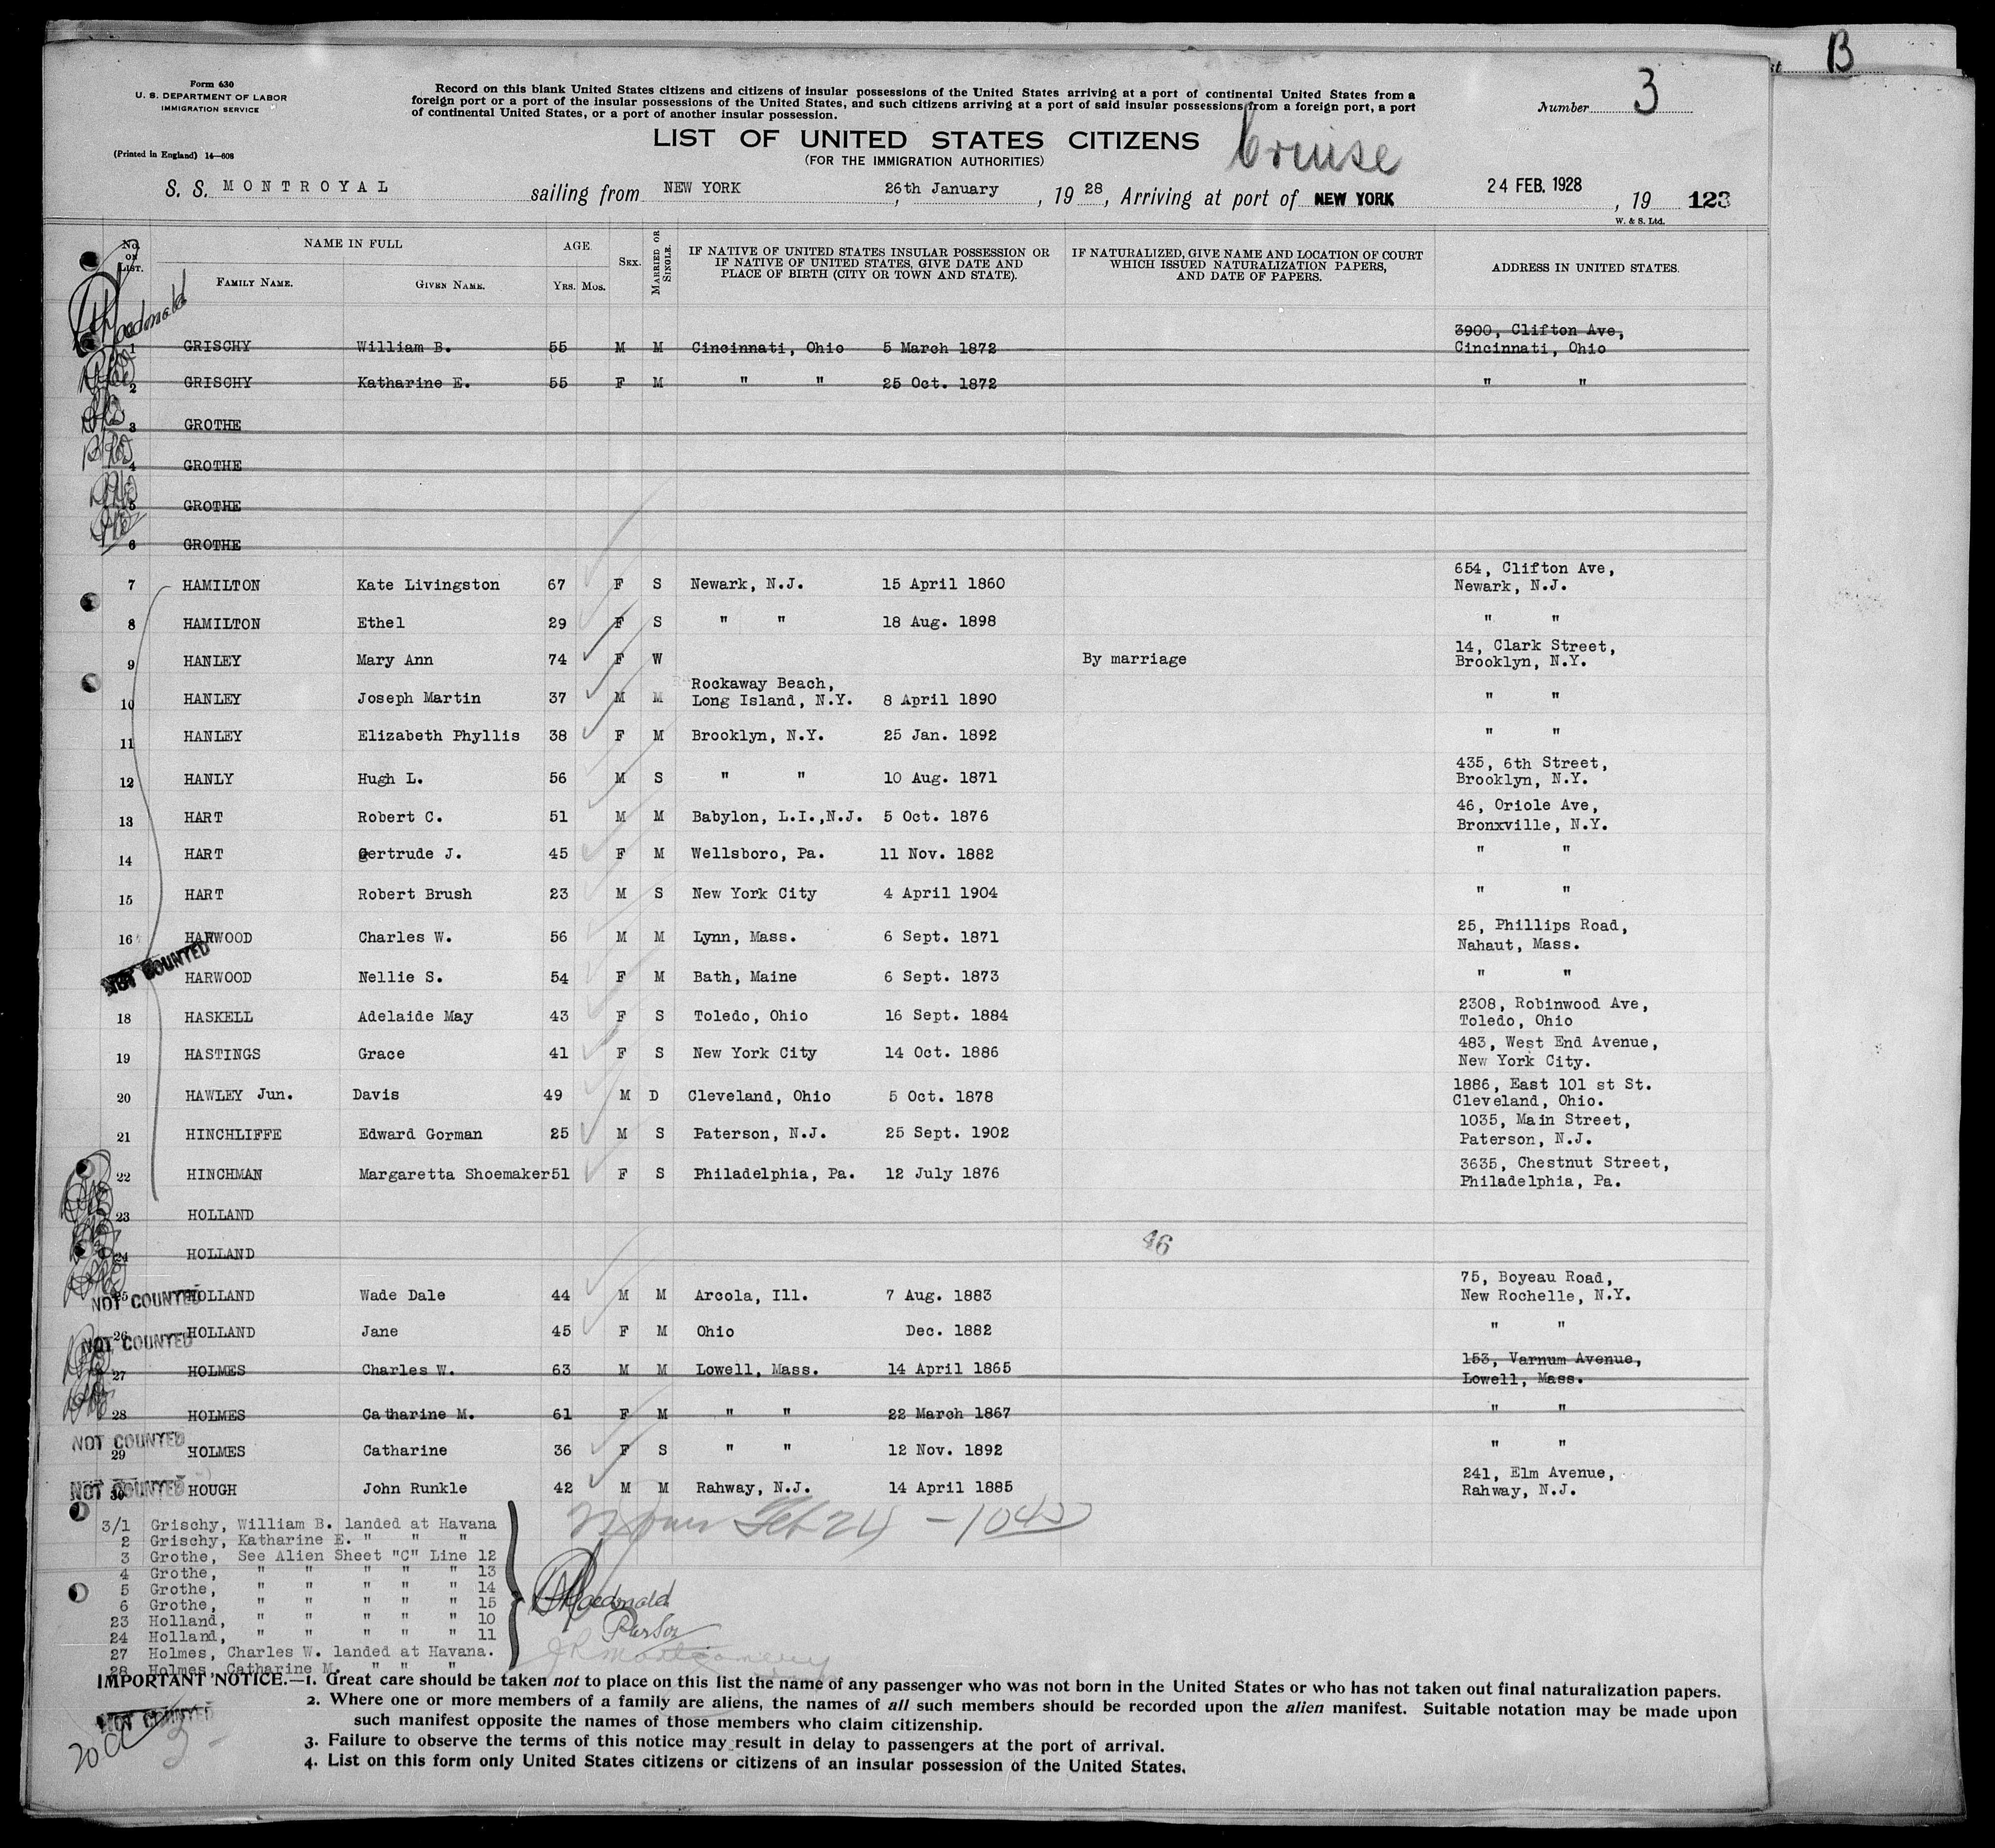 B
Form 630
U. S. DEPARTMENT OF LABOR
IMMIGRATION SERVICE
(Printed in England) 14—608
Record on this blank United States citizens and citizens of insular possessions of the United States arriving at a port of continental United States from a
foreign port or a port of the insular possessions of the United States, and such citizens arriving at a port of said insular possessions from a foreign port, a port
of continental United States, or a port of another insular possession.
Number 3
LIST OF UNITED STATES CITIZENS
Cruise
(FOR THE IMMIGRATION AUTHORITIES)
S. S. MONTROYAL sailing from NEW YORK, 26th January, 19 28, Arriving at port of NEW YORK 24 FEB. 1928, 19 123
W. & S. Ltd.
No. on List. NAME IN FULL AGE. Sex. Married or Single. IF NATIVE OF UNITED STATES INSULAR POSSESSION OR IF NATIVE OF UNITED STATES, GIVE DATE AND PLACE OF BIRTH (CITY OR TOWN AND STATE). IF NATURALIZED, GIVE NAME AND LOCATION OF COURT WHICH ISSUED NATURALIZATION PAPERS, AND DATE OF PAPERS. ADDRESS IN UNITED STATES.
Family Name. Given Name. Yrs. Mos.
Macdonald
1 GRISCHY William B. 55 M M Cincinnati, Ohio 5 March 1872 3900, Clifton Ave, Cincinnati, Ohio
2 GRISCHY Katharine E. 55 F M " " 25 Oct. 1872 " "
3 GROTHE
4 GROTHE
5 GROTHE
6 GROTHE
7 HAMILTON Kate Livingston 67 F S Newark, N.J. 15 April 1860 654, Clifton Ave, Newark, N.J.
8 HAMILTON Ethel 29 F S " " 18 Aug. 1898 " "
9 HANLEY Mary Ann 74 F W By marriage 14, Clark Street, Brooklyn, N.Y.
10 HANLEY Joseph Martin 37 M M Rockaway Beach, Long Island, N.Y. 8 April 1890 " "
11 HANLEY Elizabeth Phyllis 38 F M Brooklyn, N.Y. 25 Jan. 1892 " "
12 HANLY Hugh L. 56 M S " " 10 Aug. 1871 435, 6th Street, Brooklyn, N.Y.
13 HART Robert C. 51 M M Babylon, L.I.,N.J. 5 Oct. 1876 46, Oriole Ave, Bronxville, N.Y.
14 HART Gertrude J. 45 F M Wellsboro, Pa. 11 Nov. 1882 " "
15 HART Robert Brush 23 M S New York City 4 April 1904 " "
16 HARWOOD Charles W. 56 M M Lynn, Mass. 6 Sept. 1871 25, Phillips Road, Nahaut, Mass.
NOT COUNTED HARWOOD Nellie S. 54 F M Bath, Maine 6 Sept. 1873 " "
18 HASKELL Adelaide May 43 F S Toledo, Ohio 16 Sept. 1884 2308, Robinwood Ave, Toledo, Ohio
19 HASTINGS Grace 41 F S New York City 14 Oct. 1886 483, West End Avenue, New York City.
20 HAWLEY Jun. Davis 49 M D Cleveland, Ohio 5 Oct. 1878 1886, East 101 st St. Cleveland, Ohio.
21 HINCHLIFFE Edward Gorman 25 M S Paterson, N.J. 25 Sept. 1902 1035, Main Street, Paterson, N.J.
22 HINCHMAN Margaretta Shoemaker 51 F S Philadelphia, Pa. 12 July 1876 3635, Chestnut Street, Philadelphia, Pa.
23 HOLLAND
24 HOLLAND 46
25 NOT COUNTED HOLLAND Wade Dale 44 M M Arcola, Ill. 7 Aug. 1883 75, Boyeau Road, New Rochelle, N.Y.
26 NOT COUNTED HOLLAND Jane 45 F M Ohio Dec. 1882 " "
27 HOLMES Charles W. 63 M M Lowell, Mass. 14 April 1865 153, Varnum Avenue, Lowell, Mass.
28 HOLMES Catharine M. 61 F M " " 22 March 1867 " "
29 NOT COUNTED HOLMES Catharine 36 F S " " 12 Nov. 1892 " "
30 NOT COUNTED HOUGH John Runkle 42 M M Rahway, N.J. 14 April 1885 241, Elm Avenue, Rahway, N.J.
3/1 Grischy, William B. landed at Havana
2 Grischy, Katharine E. " " "
3 Grothe, See Alien Sheet "C" Line 12
4 Grothe, " " " " " 13
5 Grothe, " " " " " 14
6 Grothe, " " " " " 15
23 Holland, " " " " " 10
24 Holland, " " " " " 11
27 Holmes, Charles W. landed at Havana.
28 Holmes, Catharine M. " " "
Feb 24 – 10
Macdonald
Purser
J R Montgomery
IMPORTANT NOTICE.—1. Great care should be taken not to place on this list the name of any passenger who was not born in the United States or who has not taken out final naturalization papers.
2. Where one or more members of a family are aliens, the names of all such members should be recorded upon the alien manifest. Suitable notation may be made upon
such manifest opposite the names of those members who claim citizenship.
3. Failure to observe the terms of this notice may result in delay to passengers at the port of arrival.
4. List on this form only United States citizens or citizens of an insular possession of the United States.
NOT COUNTED
3 -